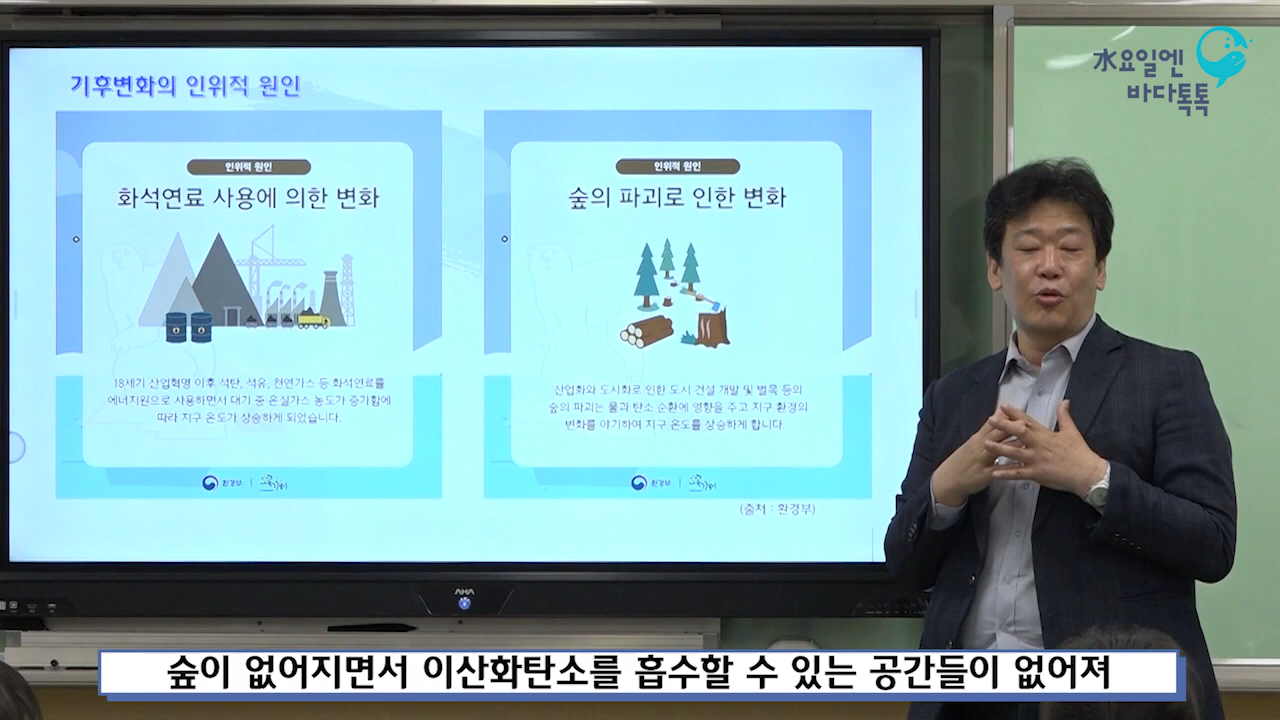 기후변화의 인위적 원인
인위적 원인
화석연료 사용에 의한 변화
18세기 산업혁명 이후 석탄, 석유, 천연가스 등 화석연료를
에너지원으로 사용하면서 대기 중 온실가스 농도가 증가함에
따라 지구 온도가 상승하게 되었습니다.
환경부
인위적 원인
숲의 파괴로 인한 변화
산업화와 도시화로 인한 도시 건설 개발 및 벌목 등의
숲의 파괴는 물과 탄소 순환에 영향을 주고 지구 환경의
변화를 야기하여 지구 온도를 상승하게 합니다.
환경부
(출처 : 환경부)
AHA
水요일엔
바다톡톡
숲이 없어지면서 이산화탄소를 흡수할 수 있는 공간들이 없어져